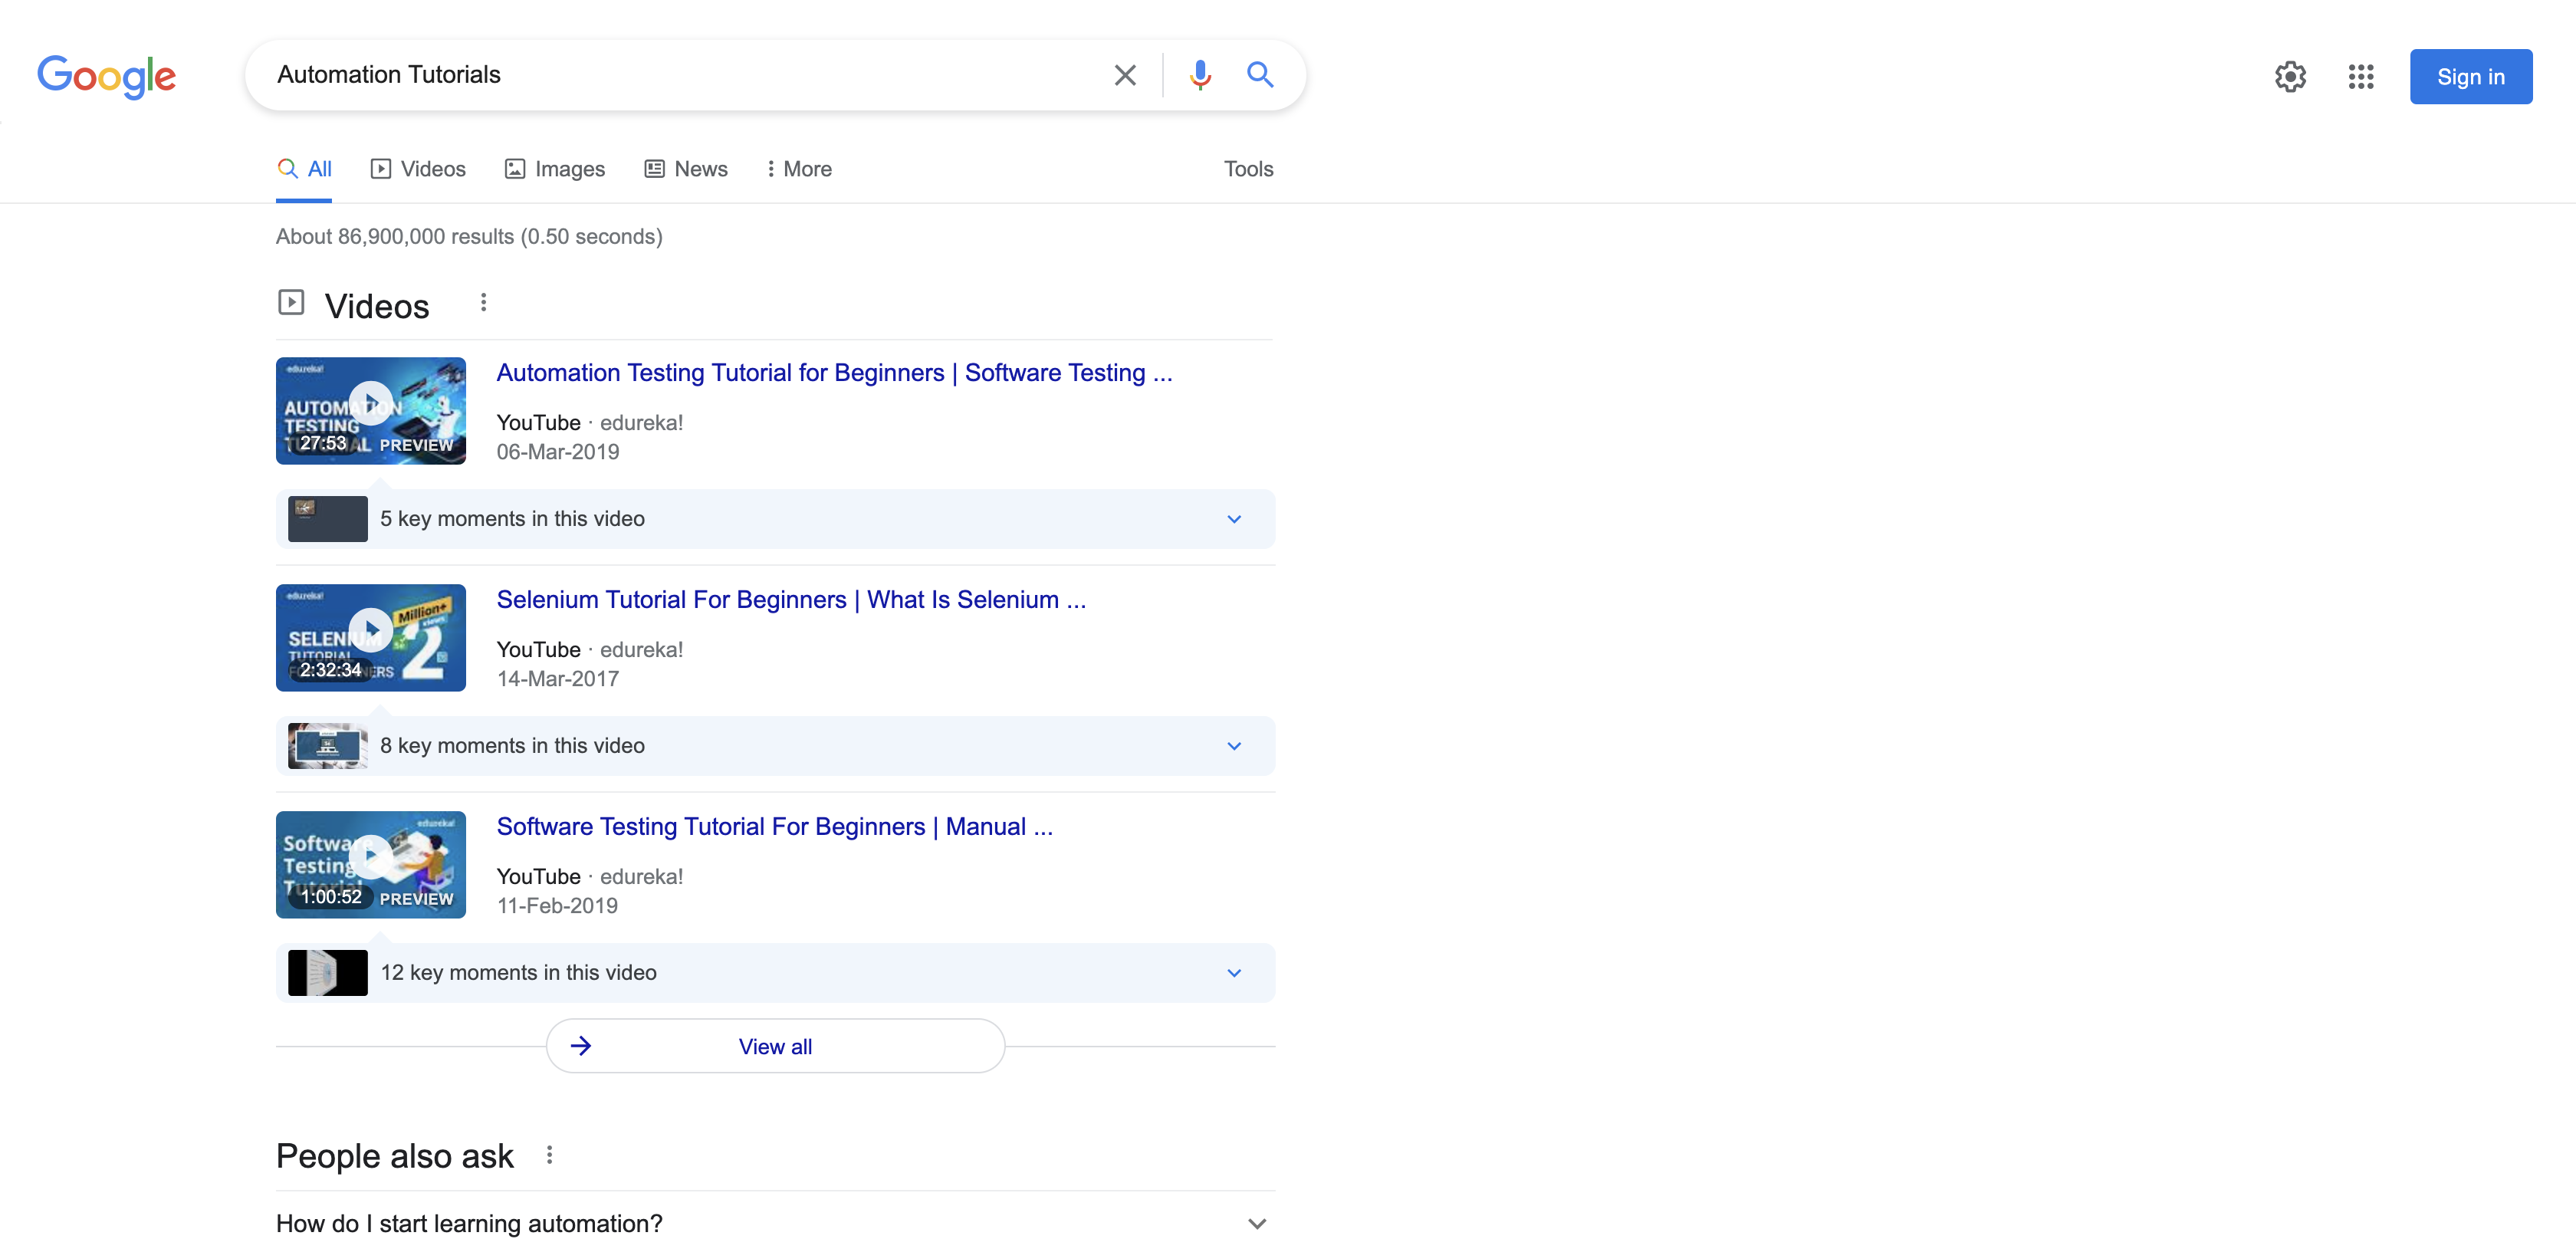 Google
Automation Tutorials
Sign in
All
Videos
Images
News
More
Tools
About 86,900,000 results (0.50 seconds)
Videos
edureka!
AUTOMATION
TESTING
27:53
PREVIEW
Automation Testing Tutorial for Beginners | Software Testing ...
YouTube · edureka!
06-Mar-2019
5 key moments in this video
edureka!
Million+
views
SELENIUM
2
TUTORIAL
2:32:34
Selenium Tutorial For Beginners | What Is Selenium ...
YouTube · edureka!
14-Mar-2017
8 key moments in this video
edureka!
Software
Testing
Tutorial
1:00:52
PREVIEW
Software Testing Tutorial For Beginners | Manual ...
YouTube · edureka!
11-Feb-2019
12 key moments in this video
View all
People also ask
How do I start learning automation?